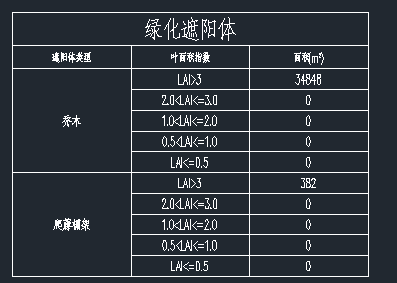 绿化遮阳体
遮阳体类型 叶面积指数 面积(m²)
乔木
LAI>3 34848
2.0<LAI<=3.0 0
1.0<LAI<=2.0 0
0.5<LAI<=1.0 0
LAI<=0.5 0
爬藤棚架
LAI>3 382
2.0<LAI<=3.0 0
1.0<LAI<=2.0 0
0.5<LAI<=1.0 0
LAI<=0.5 0